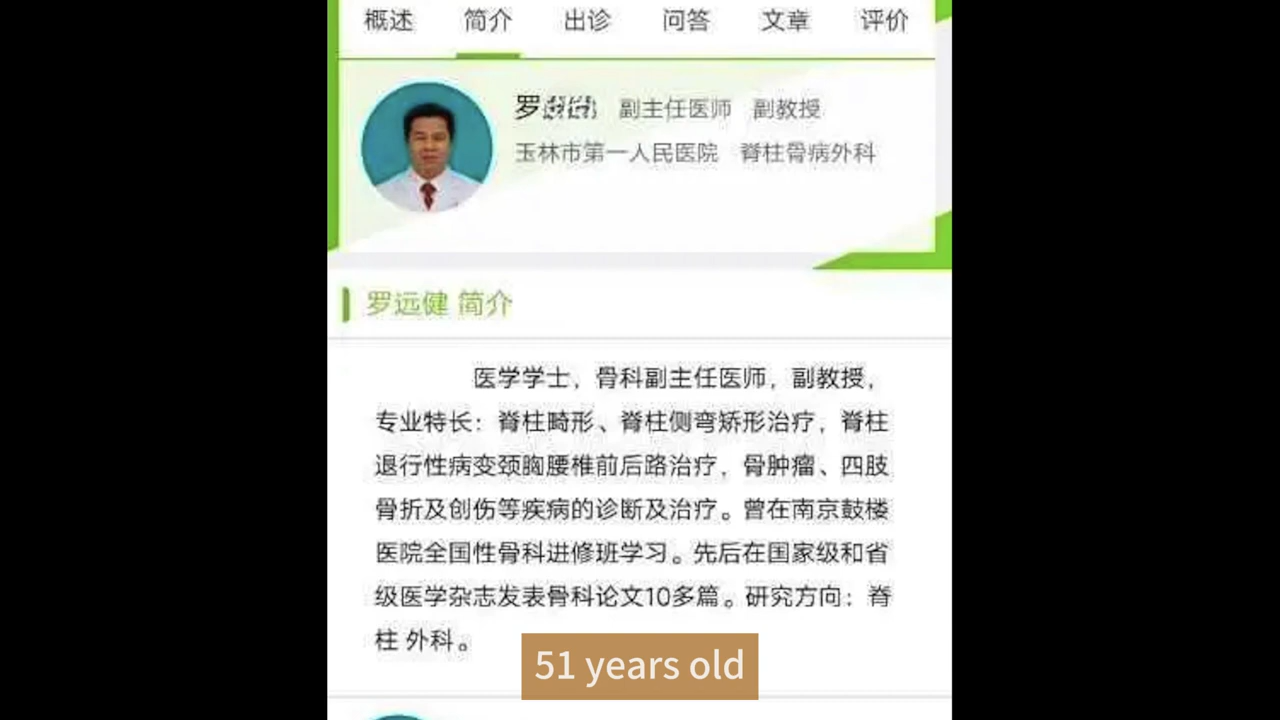 概述 简介 出诊 问答 文章 评价
罗 副主任医师 副教授
玉林市第一人民医院 脊柱骨病外科
罗远健 简介
医学学士，骨科副主任医师，副教授，
专业特长：脊柱畸形、脊柱侧弯矫形治疗，脊柱
退行性病变颈胸腰椎前后路治疗，骨肿瘤、四肢
骨折及创伤等疾病的诊断及治疗。曾在南京鼓楼
医院全国性骨科进修班学习。先后在国家级和省
级医学杂志发表骨科论文10多篇。研究方向：脊
柱 外科。
51 years old